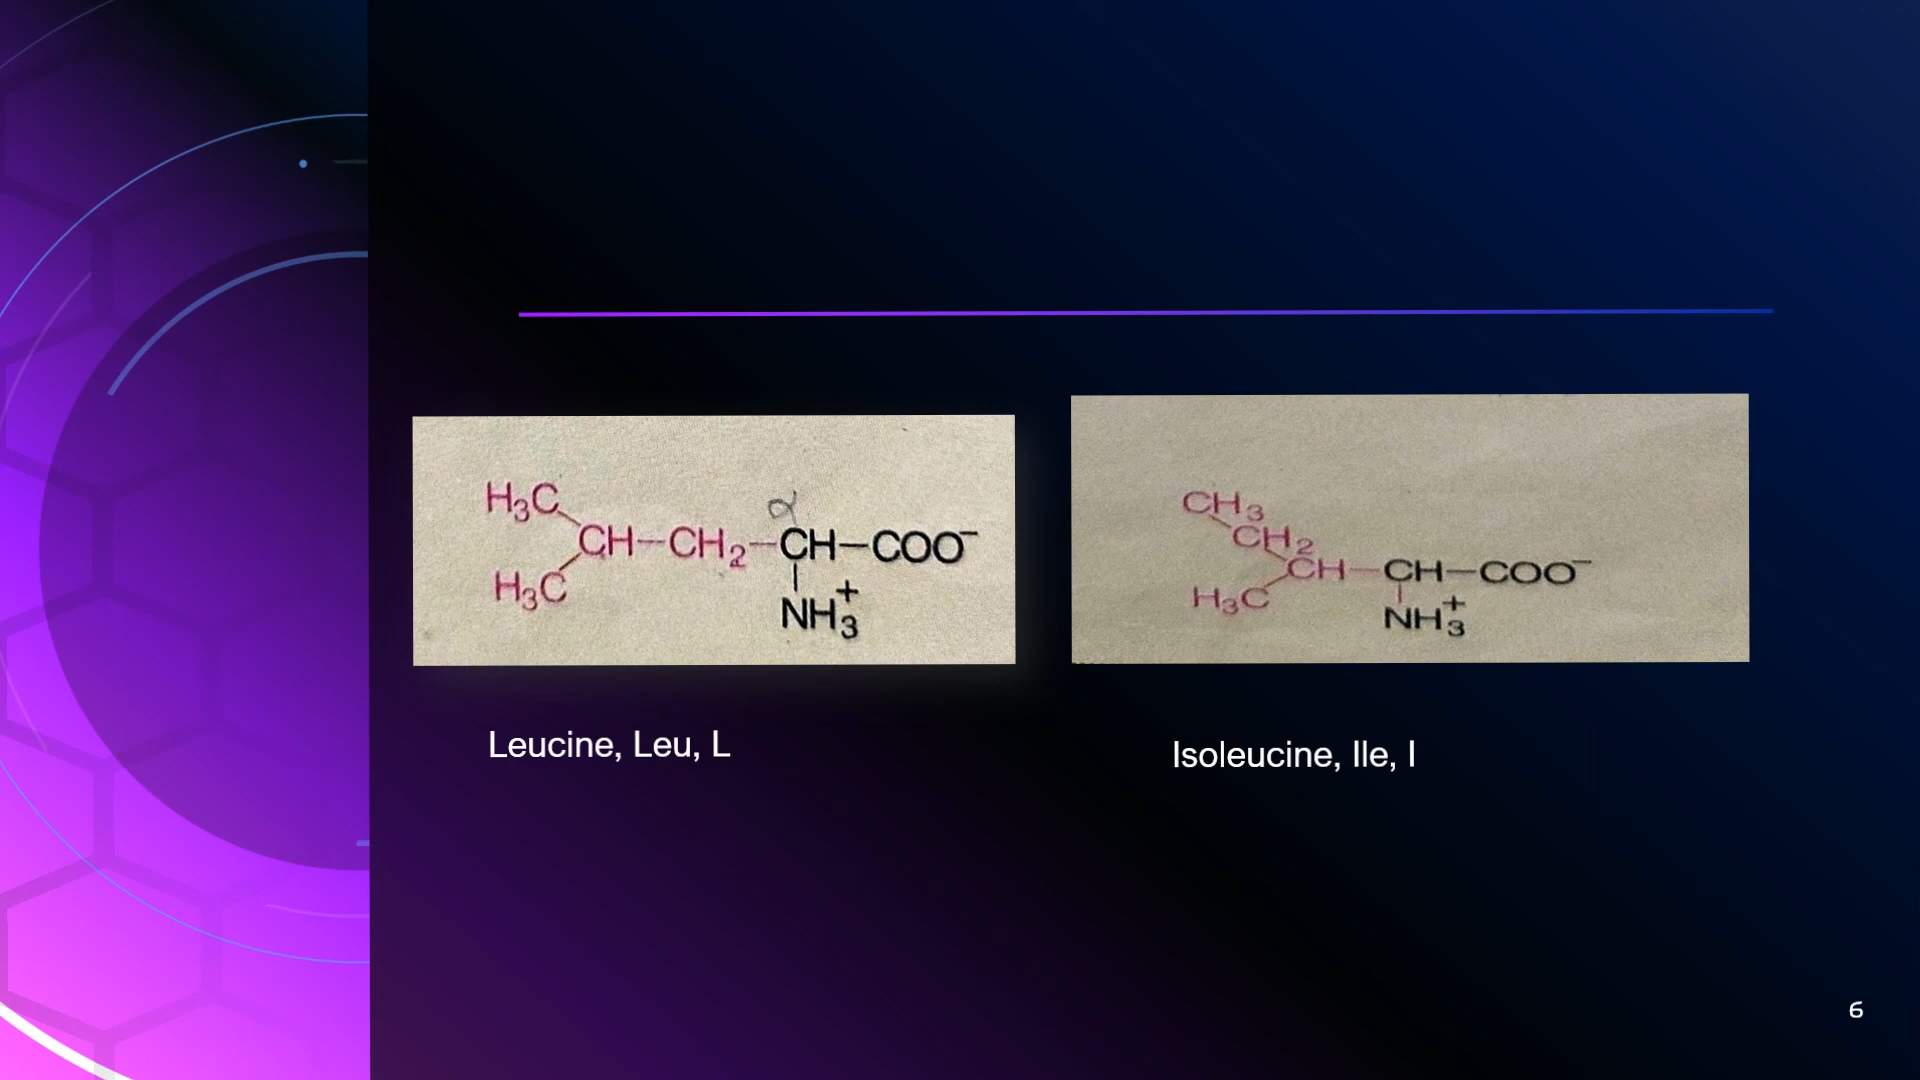 H₃C
α
CH–CH₂–CH–COO⁻
H₃C
NH₃⁺
CH₃
CH₂
CH–CH–COO⁻
H₃C
NH₃⁺
Leucine, Leu, L
Isoleucine, Ile, I
6